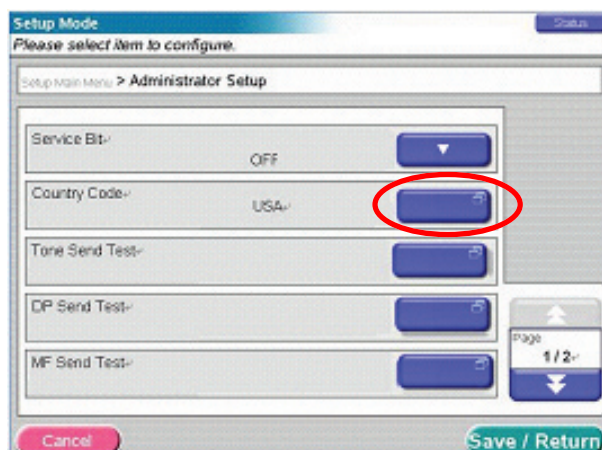 Setup Mode
Status
Please select item to configure.
Setup Main Menu > Administrator Setup
Service Bit
OFF
Country Code
USA
Tone Send Test
DP Send Test
MF Send Test
Page
1/2
Cancel
Save / Return